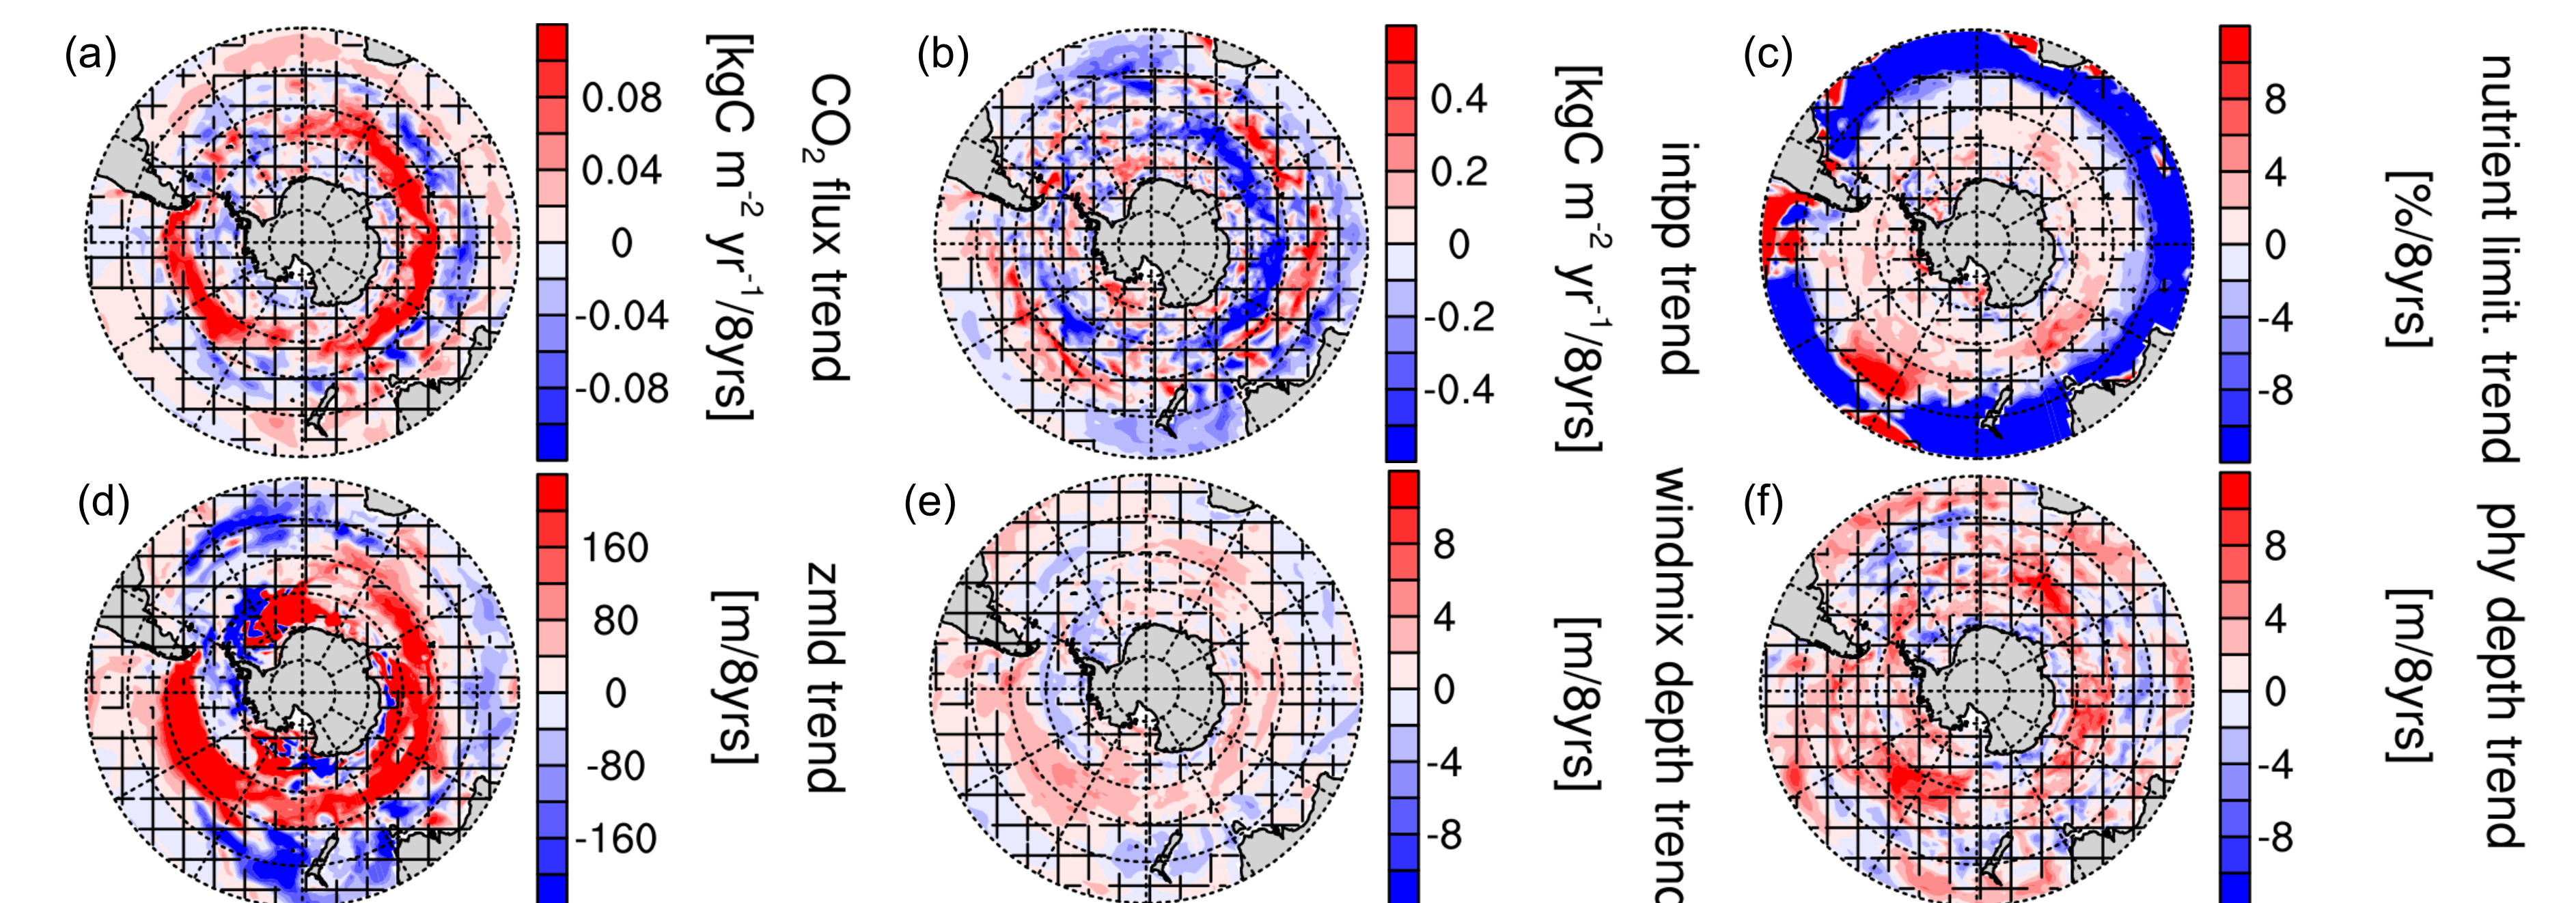 (a)
0.08
0.04
0
-0.04
-0.08
[kgC m-2 yr-1/8yrs]
CO2 flux trend
(b)
0.4
0.2
0
-0.2
-0.4
[kgC m-2 yr-1/8yrs]
intpp trend
(c)
8
4
0
-4
-8
[%/8yrs]
nutrient limit. trend
(d)
160
80
0
-80
-160
[m/8yrs]
zmld trend
(e)
8
4
0
-4
-8
[m/8yrs]
windmix depth trend
(f)
8
4
0
-4
-8
[m/8yrs]
phy depth trend